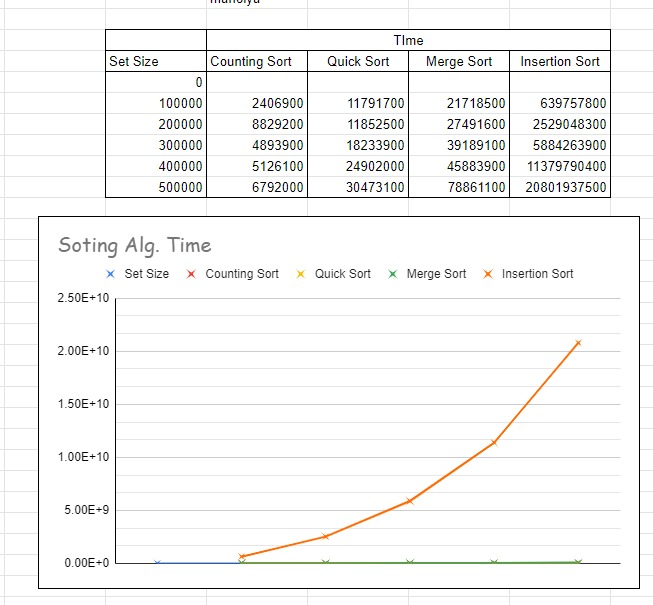 TIme
Set Size Counting Sort Quick Sort Merge Sort Insertion Sort
0
100000 2406900 11791700 21718500 639757800
200000 8829200 11852500 27491600 2529048300
300000 4893900 18233900 39189100 5884263900
400000 5126100 24902000 45883900 11379790400
500000 6792000 30473100 78861100 20801937500
Soting Alg. Time
Set Size Counting Sort Quick Sort Merge Sort Insertion Sort
2.50E+10
2.00E+10
1.50E+10
1.00E+10
5.00E+9
0.00E+0